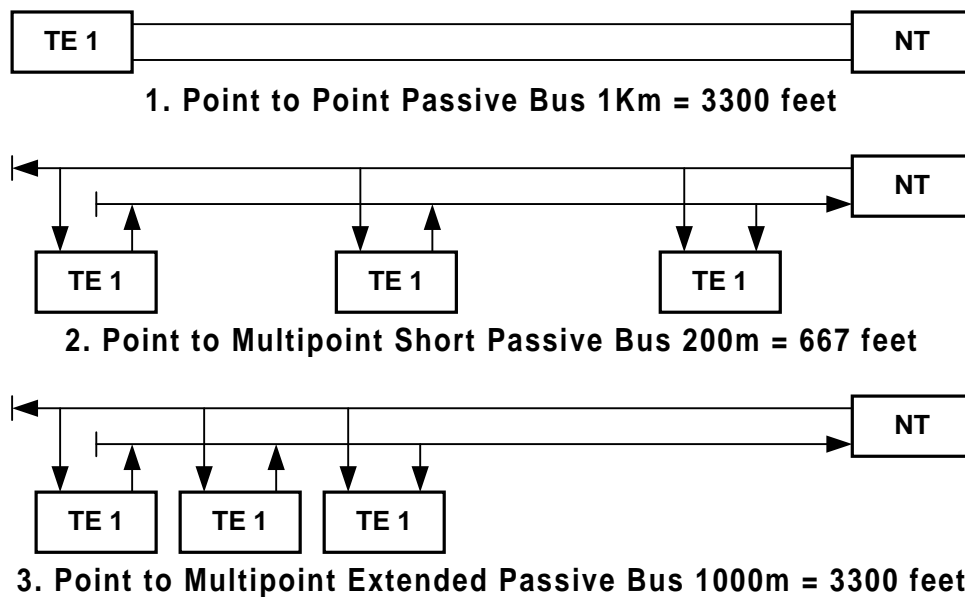 TE 1 NT
1. Point to Point Passive Bus 1Km = 3300 feet
NT
TE 1 TE 1 TE 1
2. Point to Multipoint Short Passive Bus 200m = 667 feet
NT
TE 1 TE 1 TE 1
3. Point to Multipoint Extended Passive Bus 1000m = 3300 feet